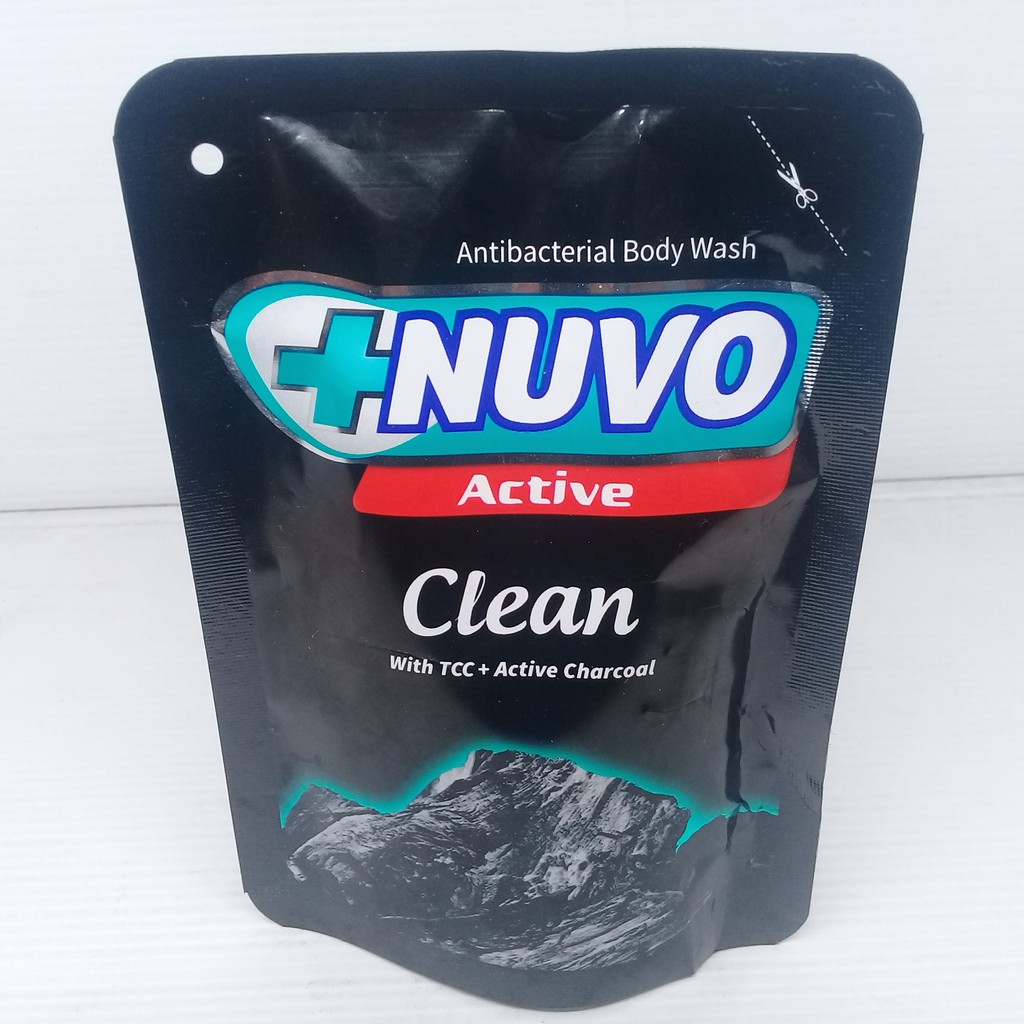 Antibacterial Body Wash
NUVO
Active
Clean
With TCC + Active Charcoal